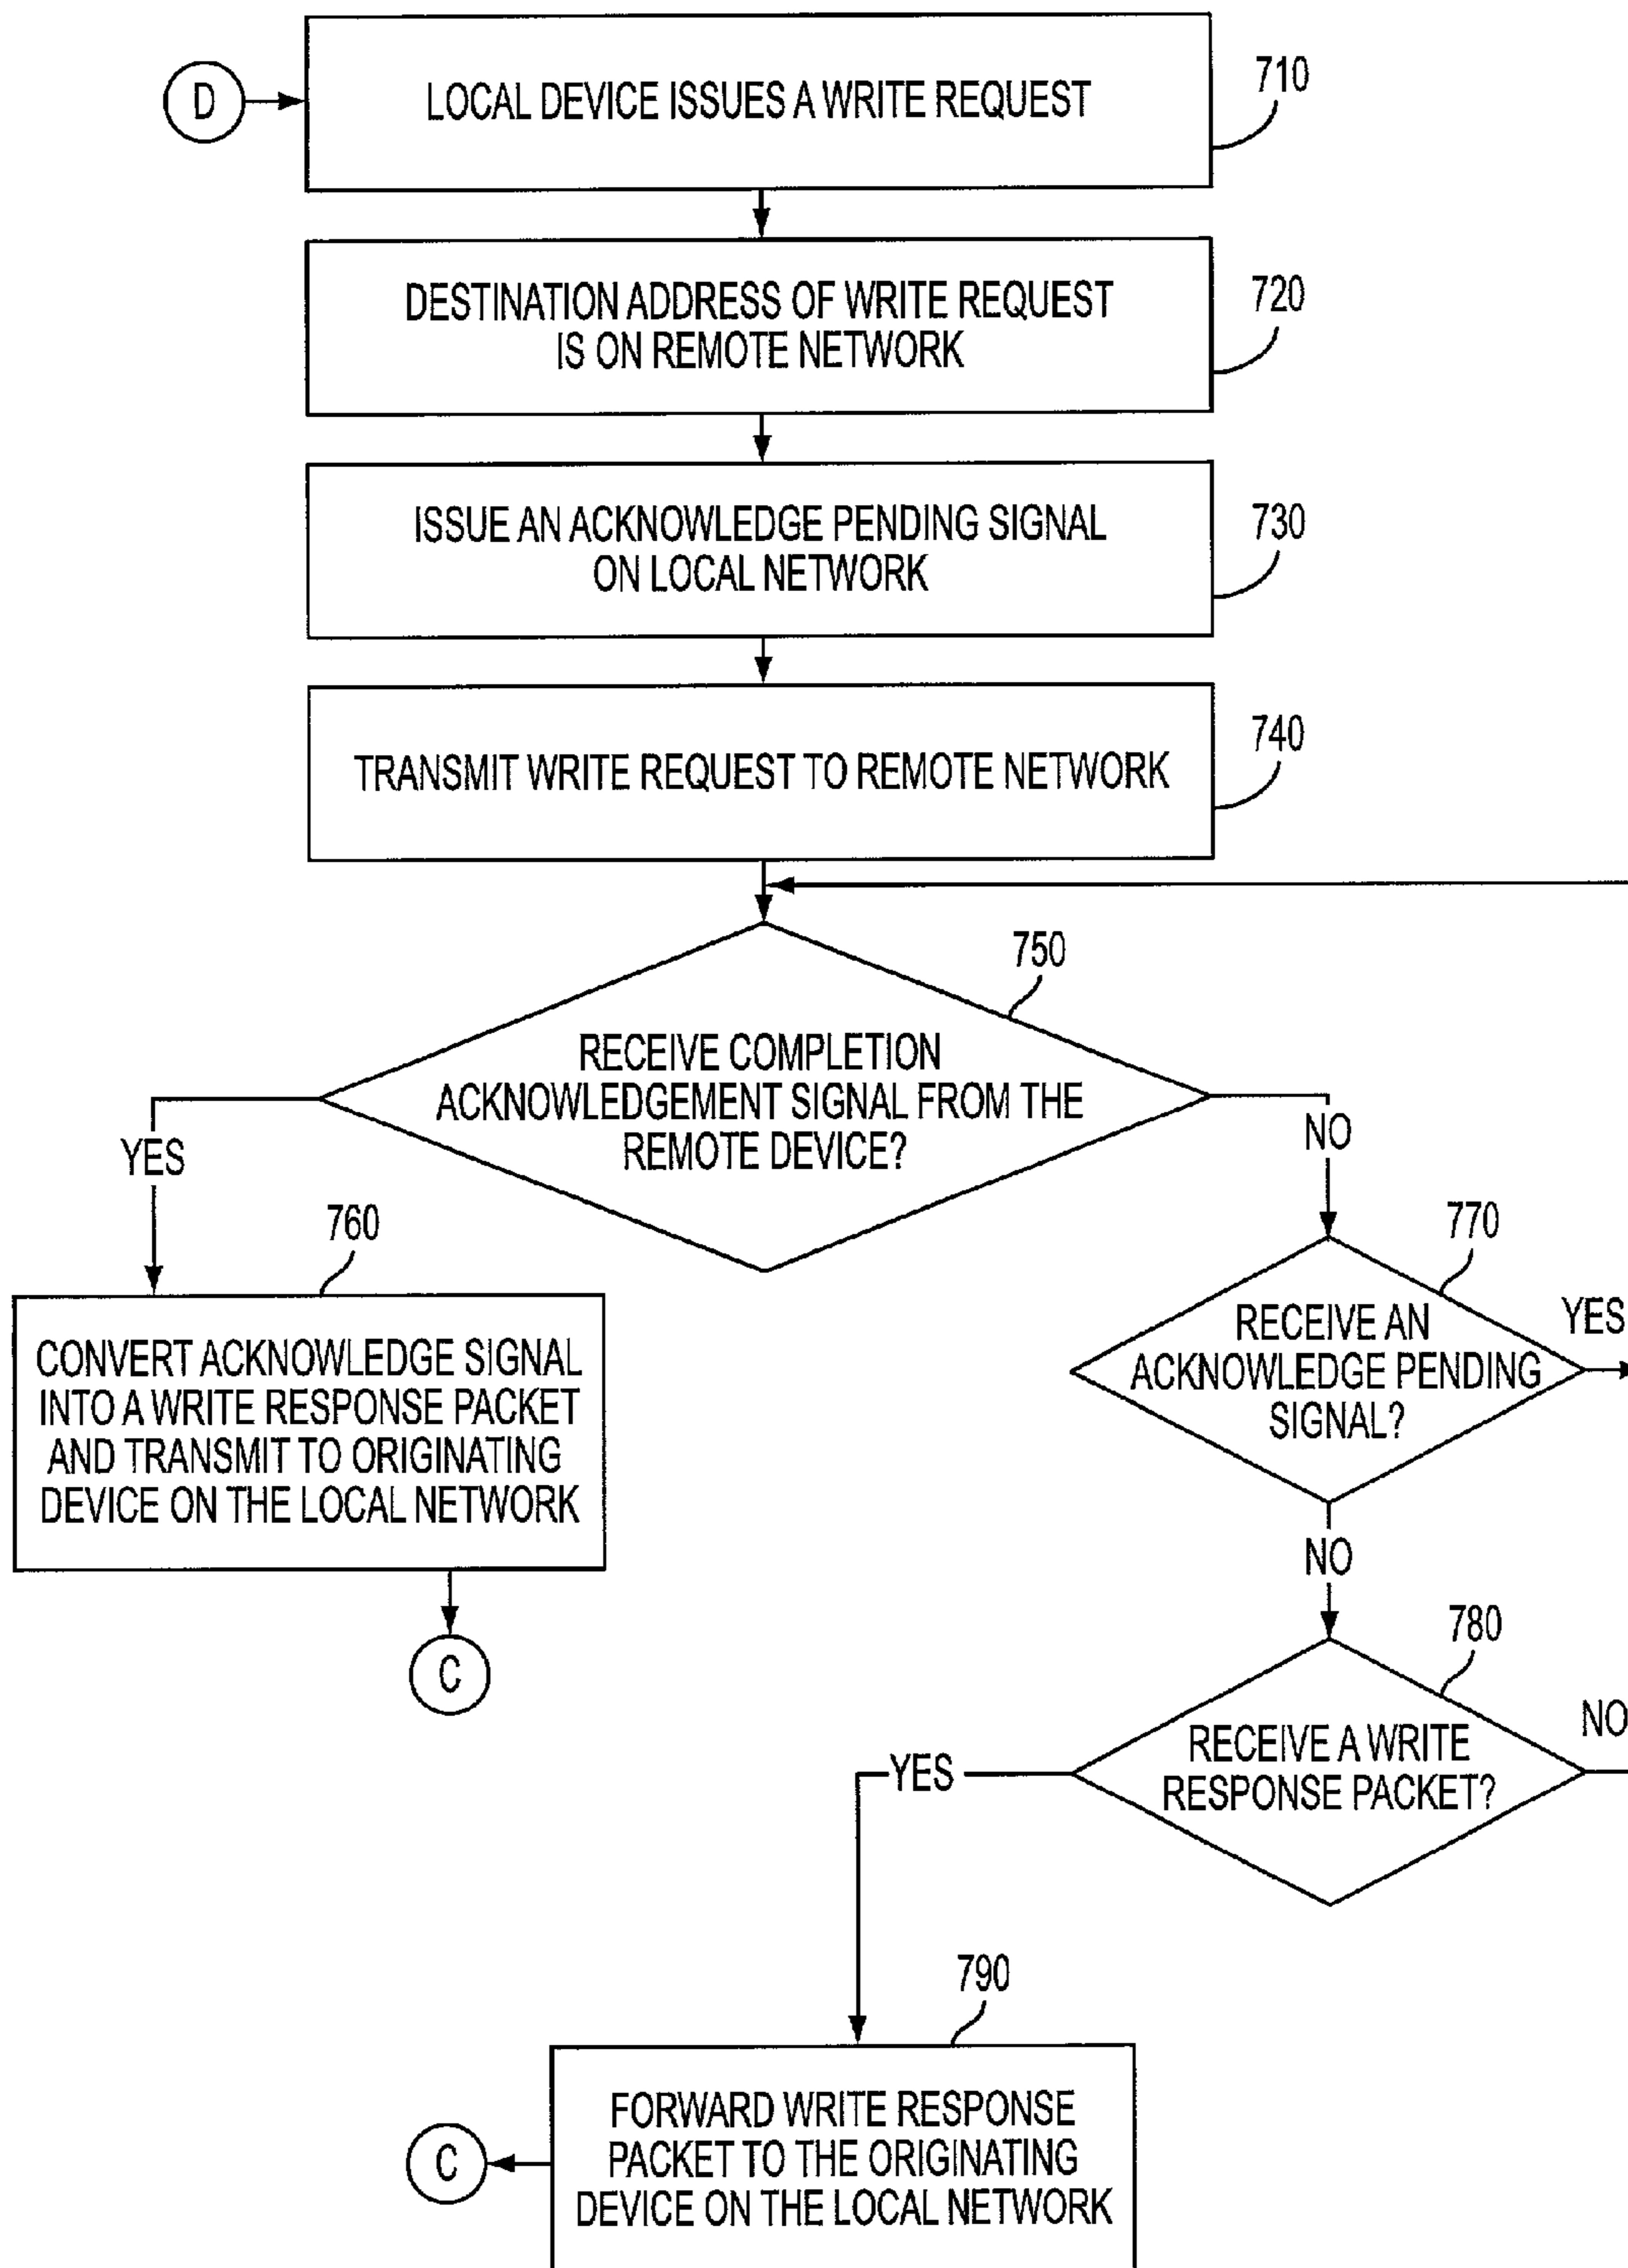 D
LOCAL DEVICE ISSUES A WRITE REQUEST
710
DESTINATION ADDRESS OF WRITE REQUEST
IS ON REMOTE NETWORK
720
ISSUE AN ACKNOWLEDGE PENDING SIGNAL
ON LOCAL NETWORK
730
TRANSMIT WRITE REQUEST TO REMOTE NETWORK
740
750
RECEIVE COMPLETION
ACKNOWLEDGEMENT SIGNAL FROM THE
REMOTE DEVICE?
YES
NO
760
CONVERT ACKNOWLEDGE SIGNAL
INTO A WRITE RESPONSE PACKET
AND TRANSMIT TO ORIGINATING
DEVICE ON THE LOCAL NETWORK
C
770
RECEIVE AN
ACKNOWLEDGE PENDING
SIGNAL?
YES
NO
780
RECEIVE A WRITE
RESPONSE PACKET?
YES
NO
790
FORWARD WRITE RESPONSE
PACKET TO THE ORIGINATING
DEVICE ON THE LOCAL NETWORK
C